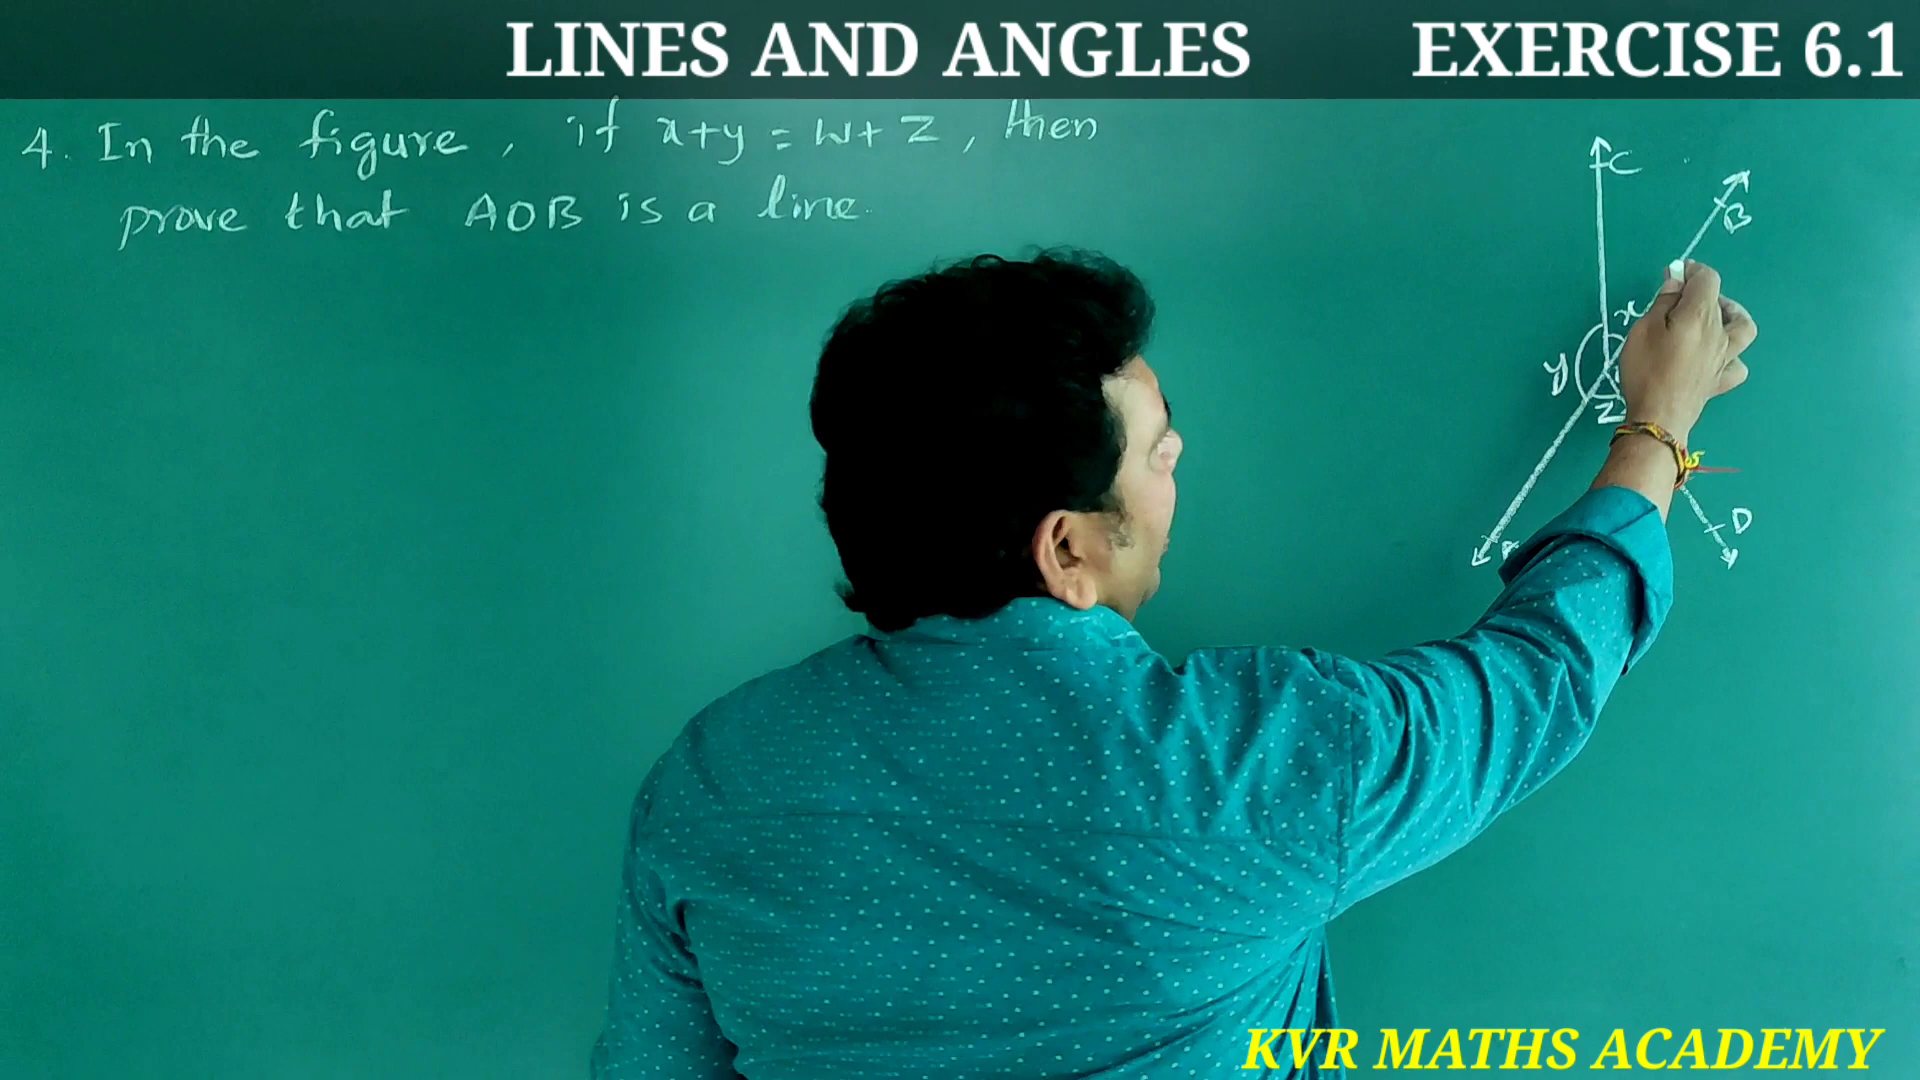 LINES AND ANGLES EXERCISE 6.1
4. In the figure, if x+y = w+z, then
prove that AOB is a line.
C
B
x
y
z
D
A
KVR MATHS ACADEMY